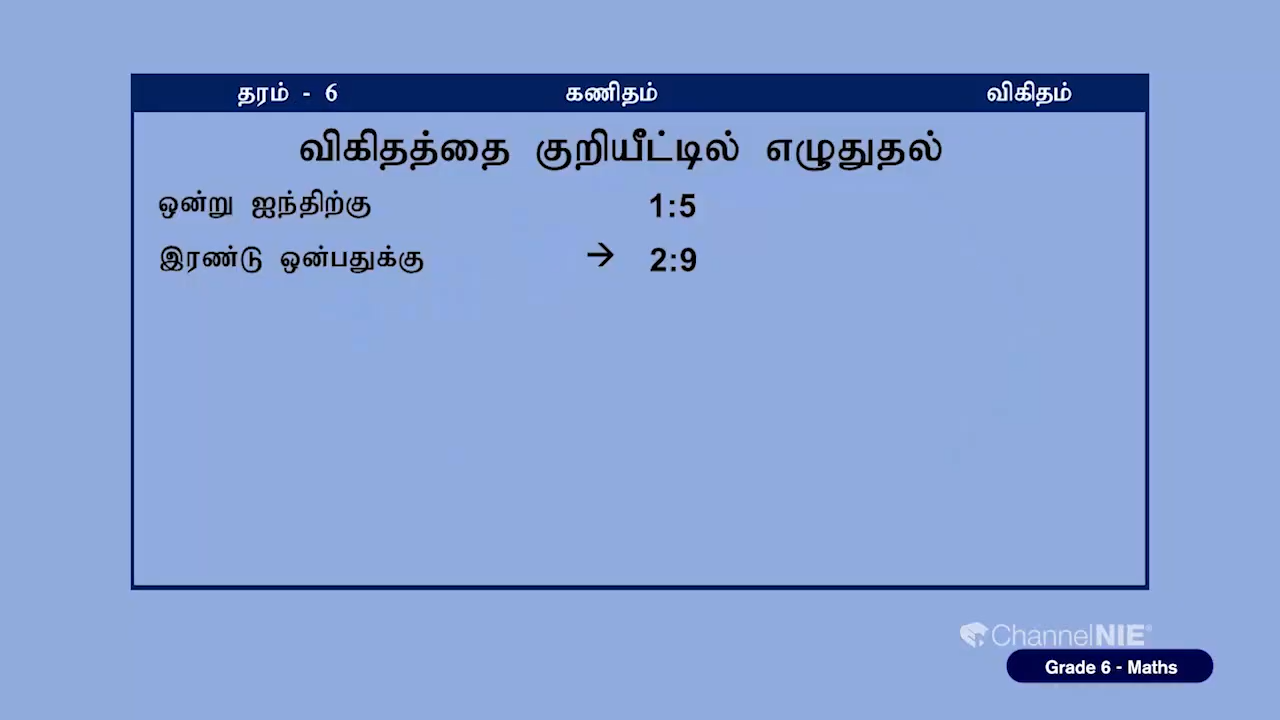 தரம் - 6 கணிதம் விகிதம்
விகிதத்தை குறியீட்டில் எழுதுதல்
ஒன்று ஐந்திற்கு 1:5
இரண்டு ஒன்பதுக்கு → 2:9
ChannelNIE
Grade 6 - Maths